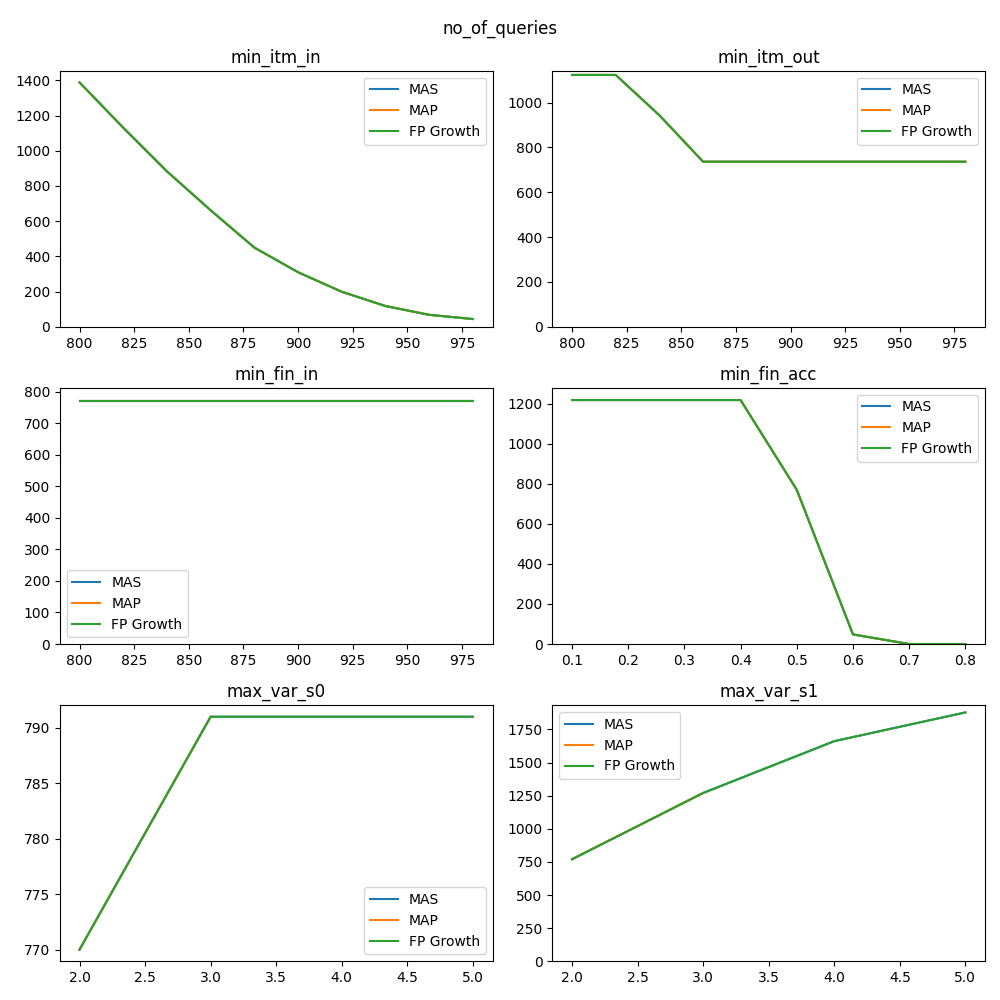 no_of_queries
min_itm_in
1400
1200
1000
800
600
400
200
0
800 825 850 875 900 925 950 975
MAS
MAP
FP Growth
min_itm_out
1000
800
600
400
200
0
800 825 850 875 900 925 950 975
MAS
MAP
FP Growth
min_fin_in
800
700
600
500
400
300
200
100
0
800 825 850 875 900 925 950 975
MAS
MAP
FP Growth
min_fin_acc
1200
1000
800
600
400
200
0
0.1 0.2 0.3 0.4 0.5 0.6 0.7 0.8
MAS
MAP
FP Growth
max_var_s0
790
785
780
775
770
2.0 2.5 3.0 3.5 4.0 4.5 5.0
MAS
MAP
FP Growth
max_var_s1
1750
1500
1250
1000
750
500
250
0
2.0 2.5 3.0 3.5 4.0 4.5 5.0
MAS
MAP
FP Growth